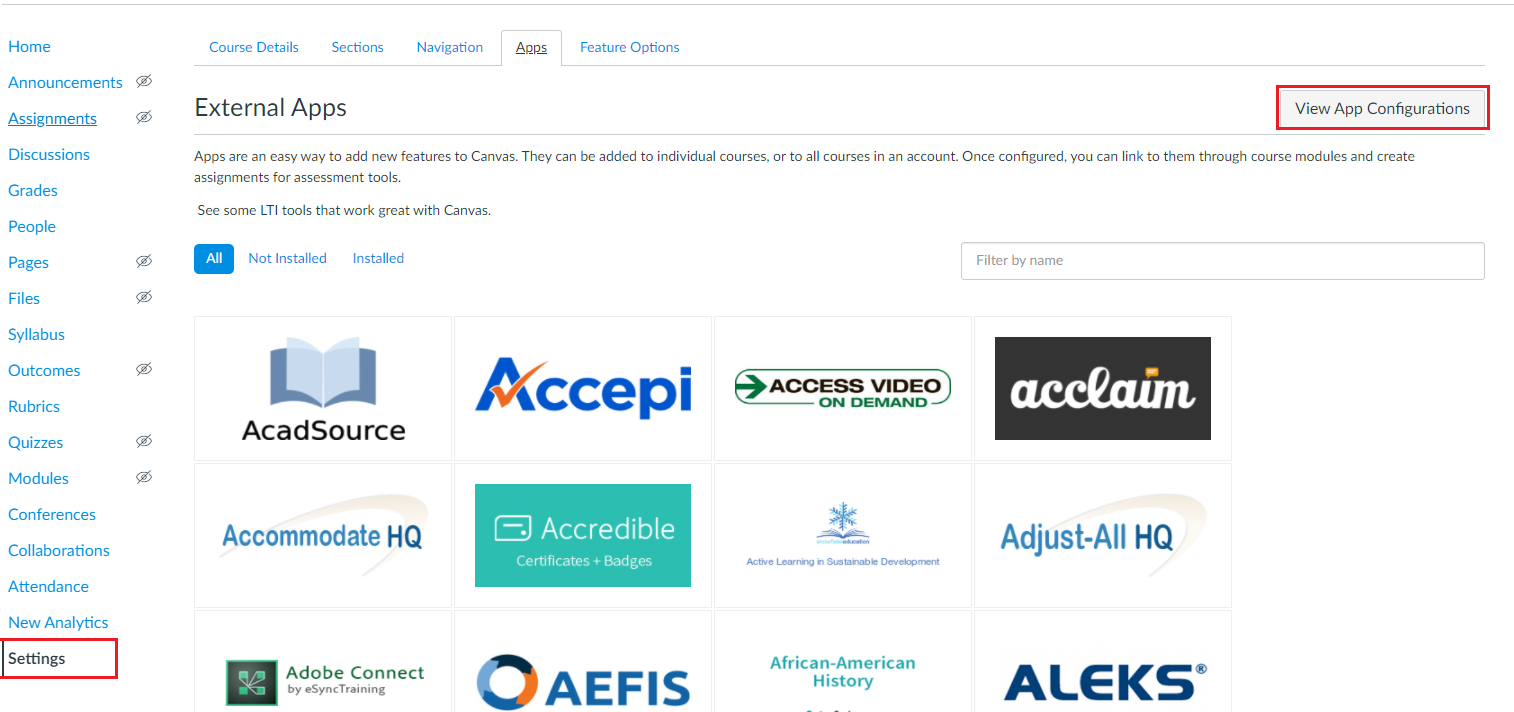 Home
Announcements
Assignments
Discussions
Grades
People
Pages
Files
Syllabus
Outcomes
Rubrics
Quizzes
Modules
Conferences
Collaborations
Attendance
New Analytics
Settings
Course Details
Sections
Navigation
Apps
Feature Options
External Apps
View App Configurations
Apps are an easy way to add new features to Canvas. They can be added to individual courses, or to all courses in an account. Once configured, you can link to them through course modules and create
assignments for assessment tools.
See some LTI tools that work great with Canvas.
All
Not Installed
Installed
Filter by name
AcadSource
Accepi
ACCESS VIDEO
ON DEMAND
acclaim
Accommodate HQ
Accredible
Certificates + Badges
Active Learning in Sustainable Development
Adjust-All HQ
Adobe Connect
by eSyncTraining
AEFIS
African-American
History
ALEKS®